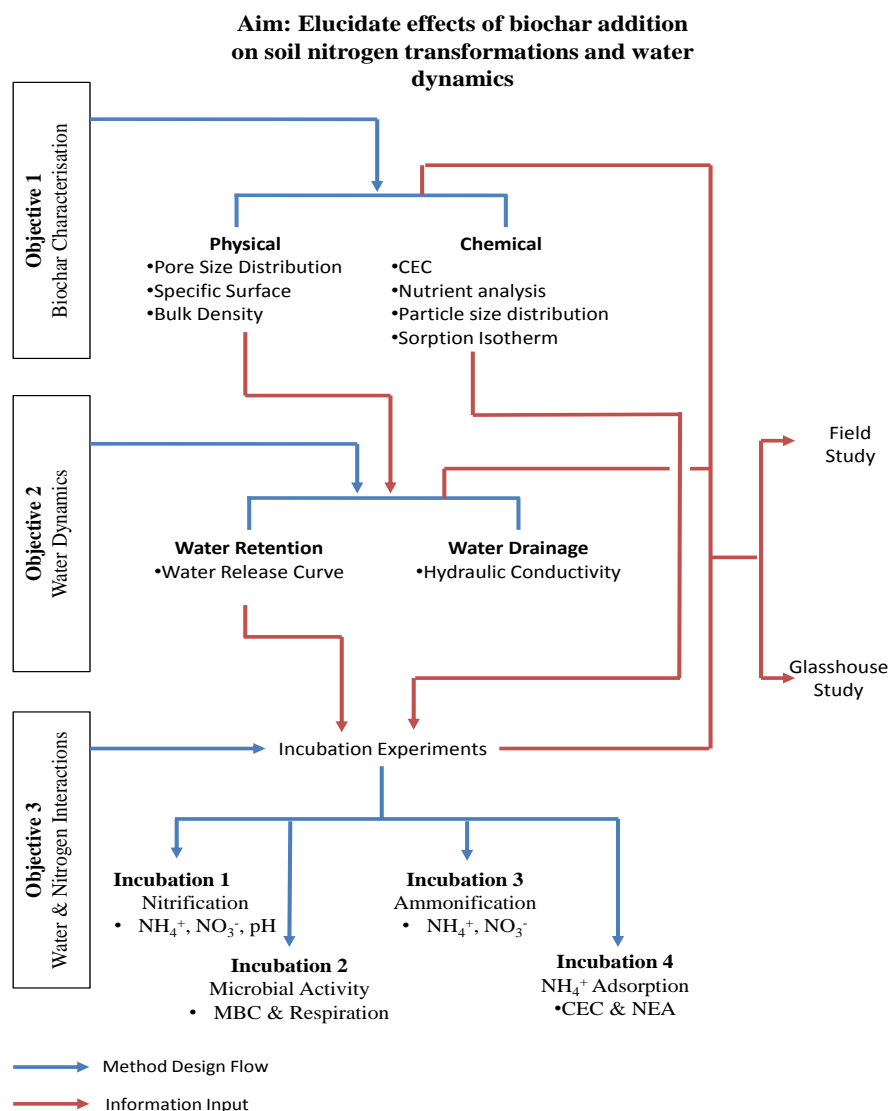 Aim: Elucidate effects of biochar addition
on soil nitrogen transformations and water
dynamics
Objective 1
Biochar Characterisation
Physical
•Pore Size Distribution
•Specific Surface
•Bulk Density
Chemical
•CEC
•Nutrient analysis
•Particle size distribution
•Sorption Isotherm
Objective 2
Water Dynamics
Water Retention
•Water Release Curve
Water Drainage
•Hydraulic Conductivity
Field
Study
Glasshouse
Study
Objective 3
Water & Nitrogen Interactions
Incubation Experiments
Incubation 1
Nitrification
• NH₄⁺, NO₃⁻, pH
Incubation 2
Microbial Activity
• MBC & Respiration
Incubation 3
Ammonification
• NH₄⁺, NO₃⁻
Incubation 4
NH₄⁺ Adsorption
•CEC & NEA
Method Design Flow
Information Input